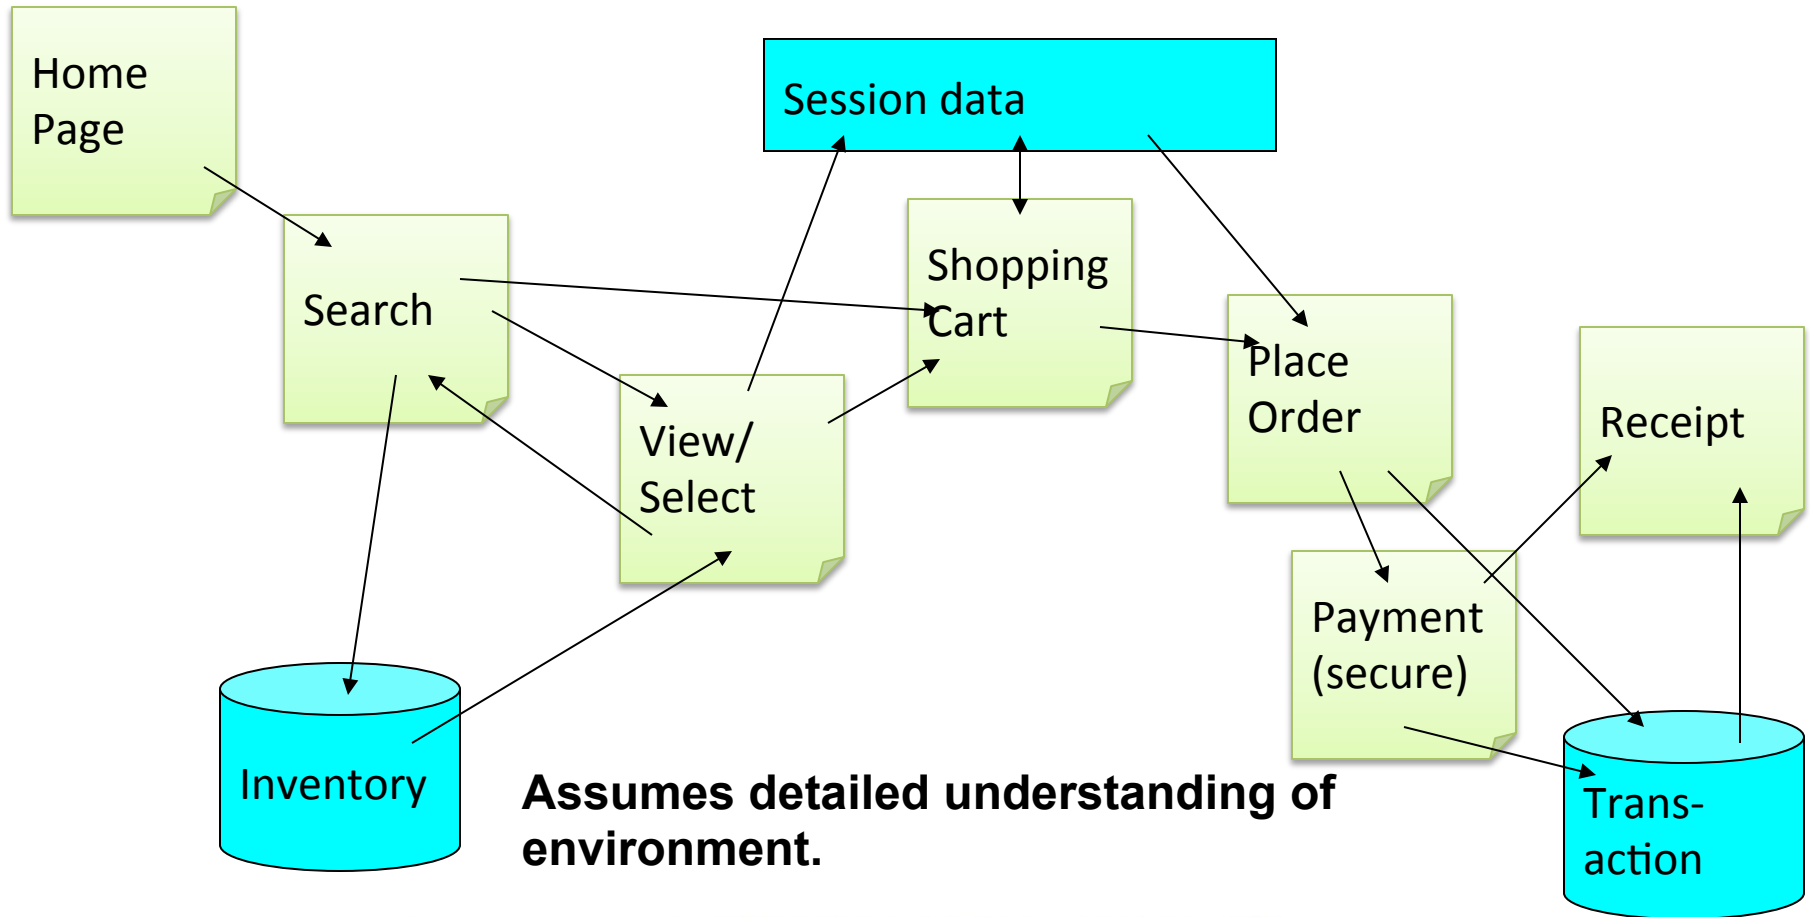 Home
Page
Session data
Search
Shopping
Cart
View/
Select
Place
Order
Receipt
Payment
(secure)
Inventory
Assumes detailed understanding of
environment.
Trans-
action